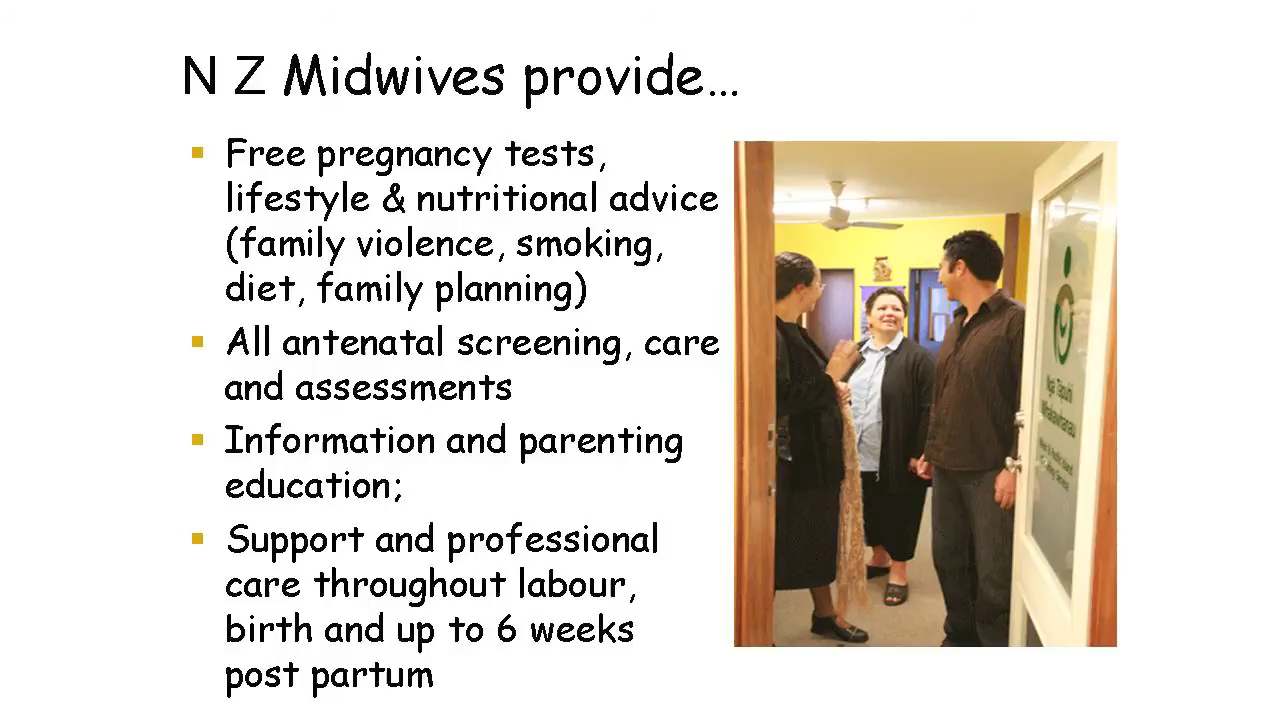 N Z Midwives provide…
▪ Free pregnancy tests,
lifestyle & nutritional advice
(family violence, smoking,
diet, family planning)
▪ All antenatal screening, care
and assessments
▪ Information and parenting
education;
▪ Support and professional
care throughout labour,
birth and up to 6 weeks
post partum
Whakawhanau